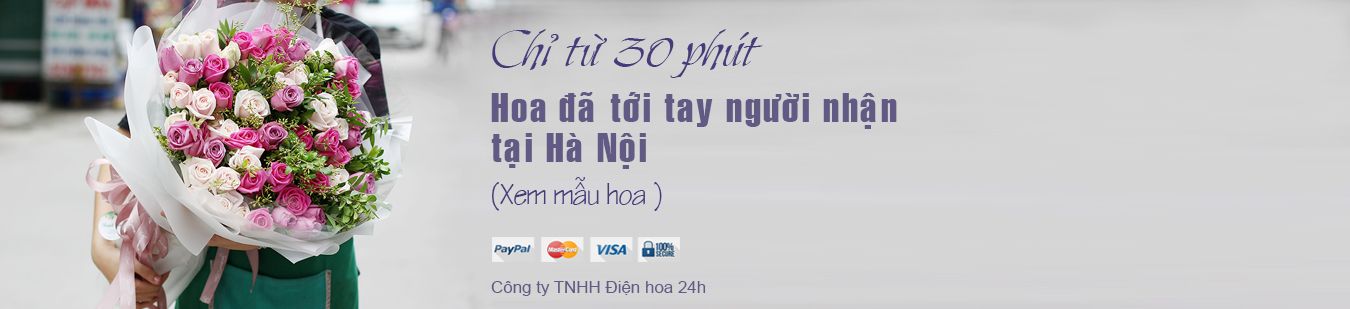 Chỉ từ 30 phút
Hoa đã tới tay người nhận
tại Hà Nội
(Xem mẫu hoa )
PayPal MasterCard VISA 100% SECURE
Công ty TNHH Điện hoa 24h